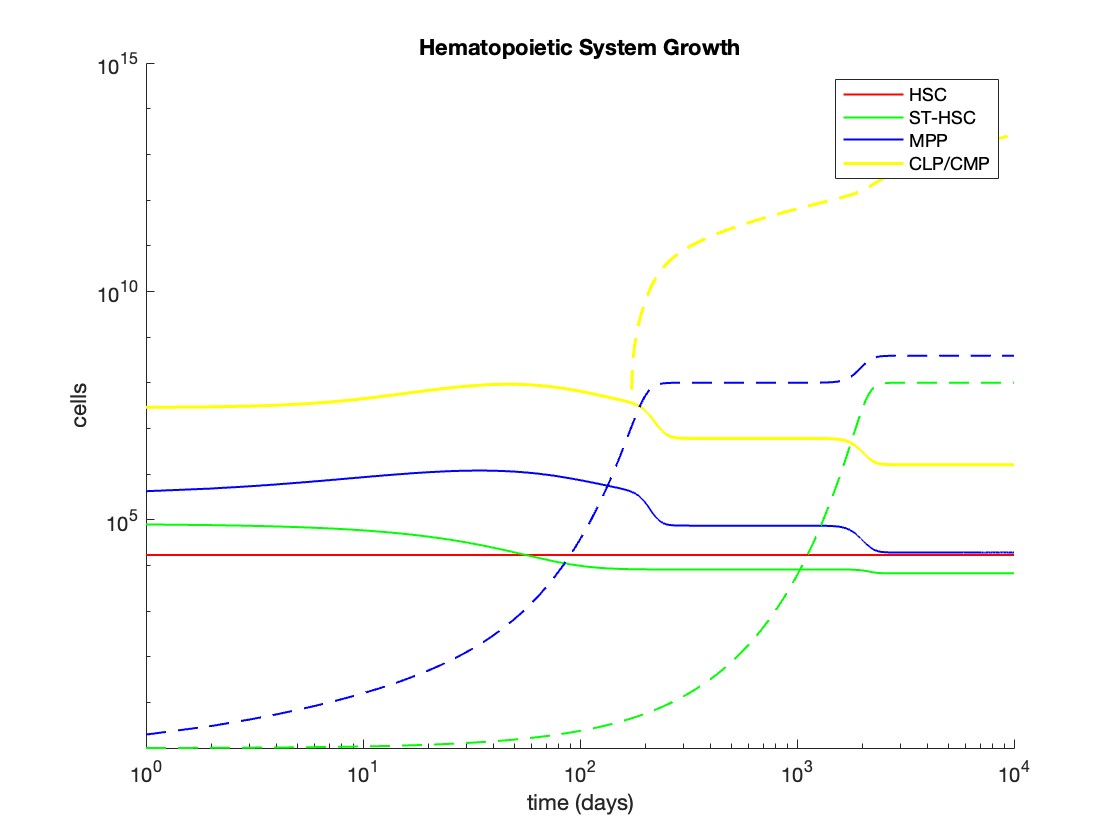 Hematopoietic System Growth
10^15
HSC
ST-HSC
MPP
CLP/CMP
10^10
cells
10^5
10^0
10^1
10^2
10^3
10^4
time (days)